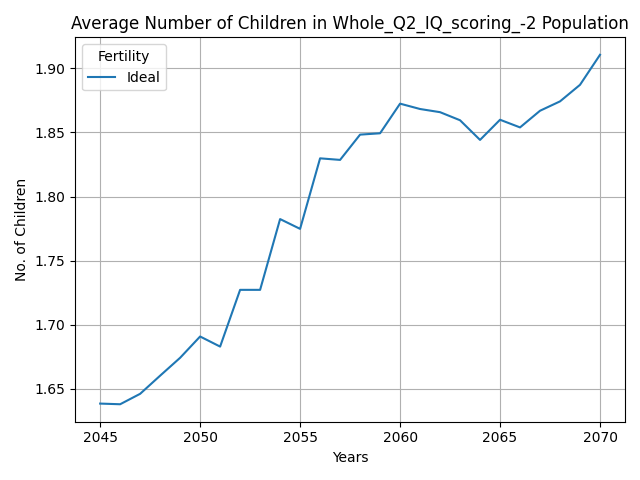 Average Number of Children in Whole_Q2_IQ_scoring_-2 Population
Fertility
Ideal
No. of Children
1.90
1.85
1.80
1.75
1.70
1.65
2045 2050 2055 2060 2065 2070
Years